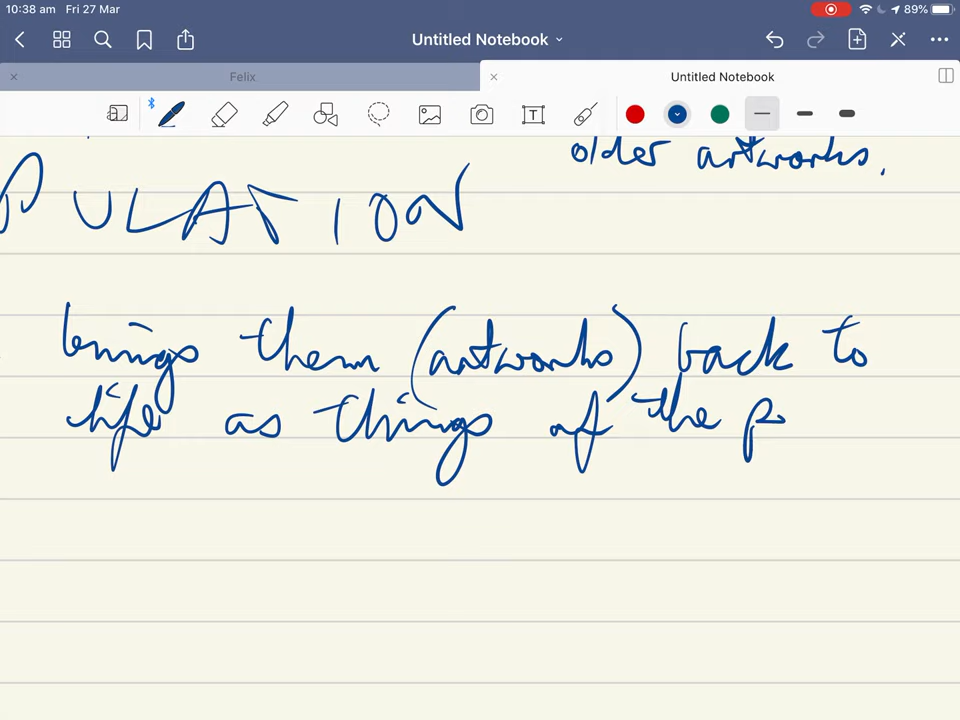 10:38 am Fri 27 Mar 89%
Untitled Notebook
Felix
Untitled Notebook
older artworks.
PULATION
brings them (artworks) back to
life as things of the p